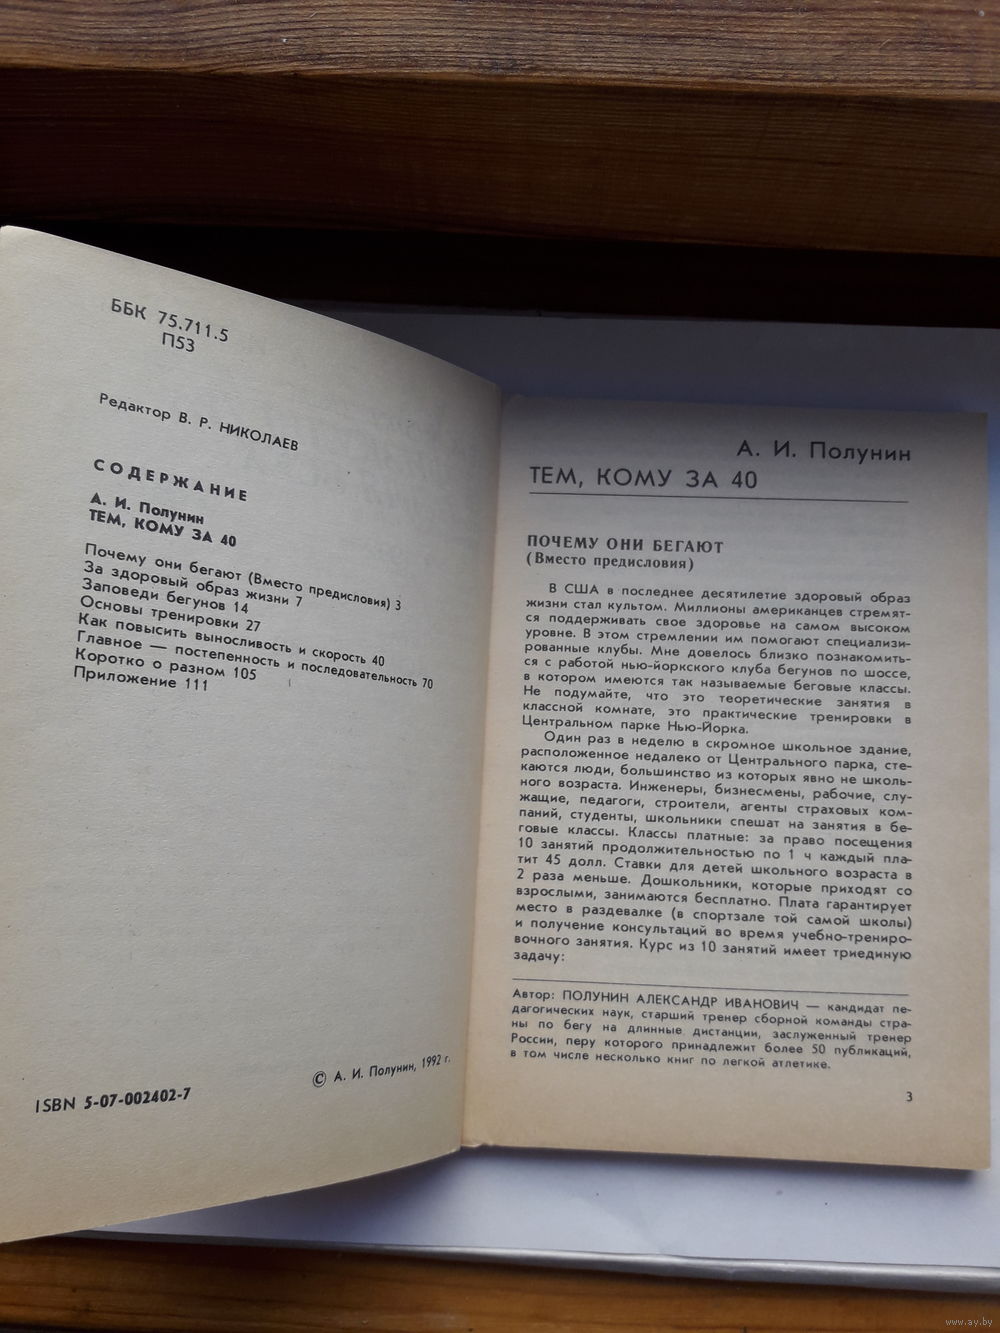 ББК 75.711.5
П53
Редактор В. Р. НИКОЛАЕВ
СОДЕРЖАНИЕ
А. И. Полунин
ТЕМ, КОМУ ЗА 40
Почему они бегают (Вместо предисловия) 3
За здоровый образ жизни 7
Заповеди бегунов 14
Основы тренировки 27
Как повысить выносливость и скорость 40
Главное — постепенность и последовательность 70
Коротко о разном 105
Приложение 111
© А. И. Полунин, 1992 г.
ISBN 5-07-002402-7
А. И. Полунин
ТЕМ, КОМУ ЗА 40
ПОЧЕМУ ОНИ БЕГАЮТ
(Вместо предисловия)
В США в последнее десятилетие здоровый образ
жизни стал культом. Миллионы американцев стремят-
ся поддерживать свое здоровье на самом высоком
уровне. В этом стремлении им помогают специализи-
рованные клубы. Мне довелось близко познакомить-
ся с работой нью-йоркского клуба бегунов по шоссе,
в котором имеются так называемые беговые классы.
Не подумайте, что это теоретические занятия в
классной комнате, это практические тренировки в
Центральном парке Нью-Йорка.
Один раз в неделю в скромное школьное здание,
расположенное недалеко от Центрального парка, сте-
каются люди, большинство из которых явно не школь-
ного возраста. Инженеры, бизнесмены, рабочие, слу-
жащие, педагоги, строители, агенты страховых ком-
паний, студенты, школьники спешат на занятия в бе-
говые классы. Классы платные: за право посещения
10 занятий продолжительностью по 1 ч каждый пла-
тит 45 долл. Ставки для детей школьного возраста в
2 раза меньше. Дошкольники, которые приходят со
взрослыми, занимаются бесплатно. Плата гарантирует
место в раздевалке (в спортзале той самой школы)
и получение консультаций во время учебно-трениро-
вочного занятия. Курс из 10 занятий имеет триединую
задачу:
Автор: ПОЛУНИН АЛЕКСАНДР ИВАНОВИЧ — кандидат пе-
дагогических наук, старший тренер сборной команды стра-
ны по бегу на длинные дистанции, заслуженный тренер
России, перу которого принадлежит более 50 публикаций,
в том числе несколько книг по легкой атлетике.
3
www.ay.by